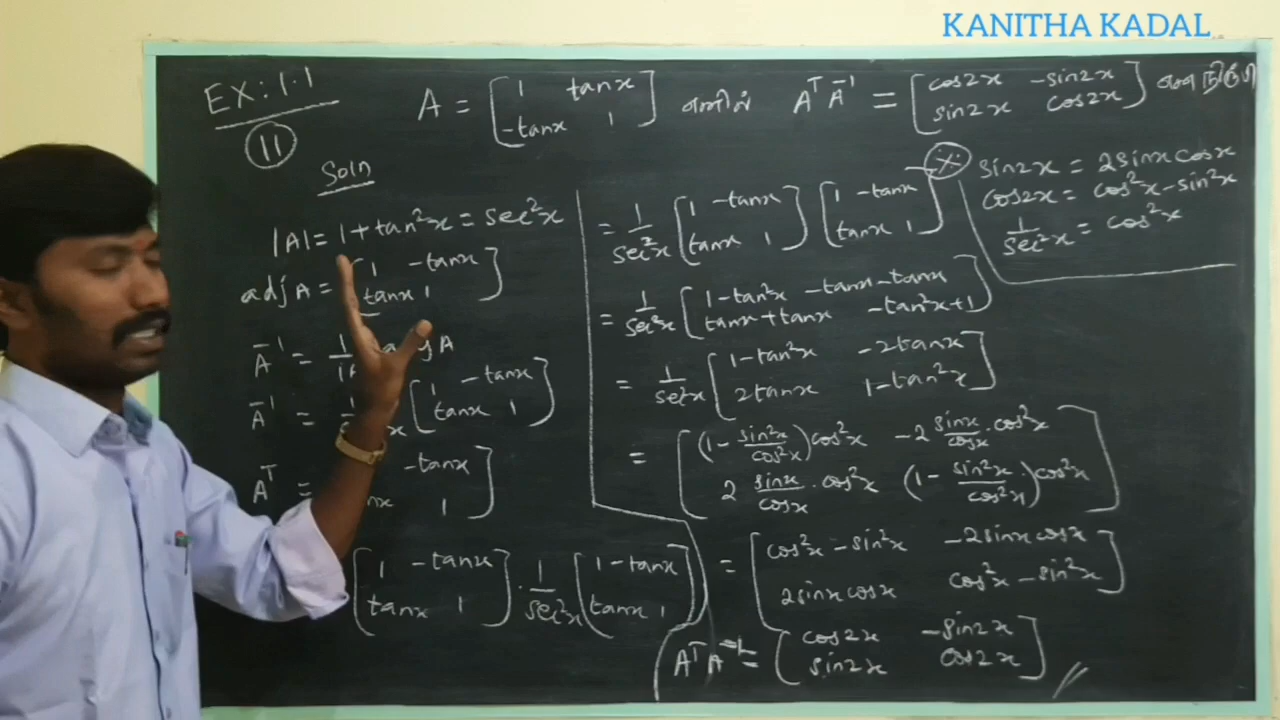 KANITHA KADAL
EX: 1.1
11
A = [1 tanx
-tanx 1] எனில் AᵀA⁻¹ = [cos2x -sin2x
sin2x cos2x] என நிறுவு
Soln
|A| = 1 + tan²x = sec²x
adj A = [1 -tanx
tanx 1]
A⁻¹ = 1/|A| adj A
A⁻¹ = [1 -tanx
tanx 1]
Aᵀ = -tanx
1
[1 -tanx
tanx 1] · 1/sec²x [1 -tanx
tanx 1]
= 1/sec²x [1 -tanx
tanx 1] [1 -tanx
tanx 1]
= 1/sec²x [1-tan²x -tanx-tanx
tanx+tanx -tan²x+1]
= 1/sec²x [1-tan²x -2tanx
2tanx 1-tan²x]
= [(1 - sin²x/cos²x)cos²x -2 sinx/cosx · cos²x
2 sinx/cosx · cos²x (1 - sin²x/cos²x)cos²x]
= [cos²x - sin²x -2sinx cosx
2sinx cosx cos²x - sin²x]
AᵀA⁻¹ = [cos2x -sin2x
sin2x cos2x] //
※ sin2x = 2sinx cosx
cos2x = cos²x - sin²x
1/sec²x = cos²x